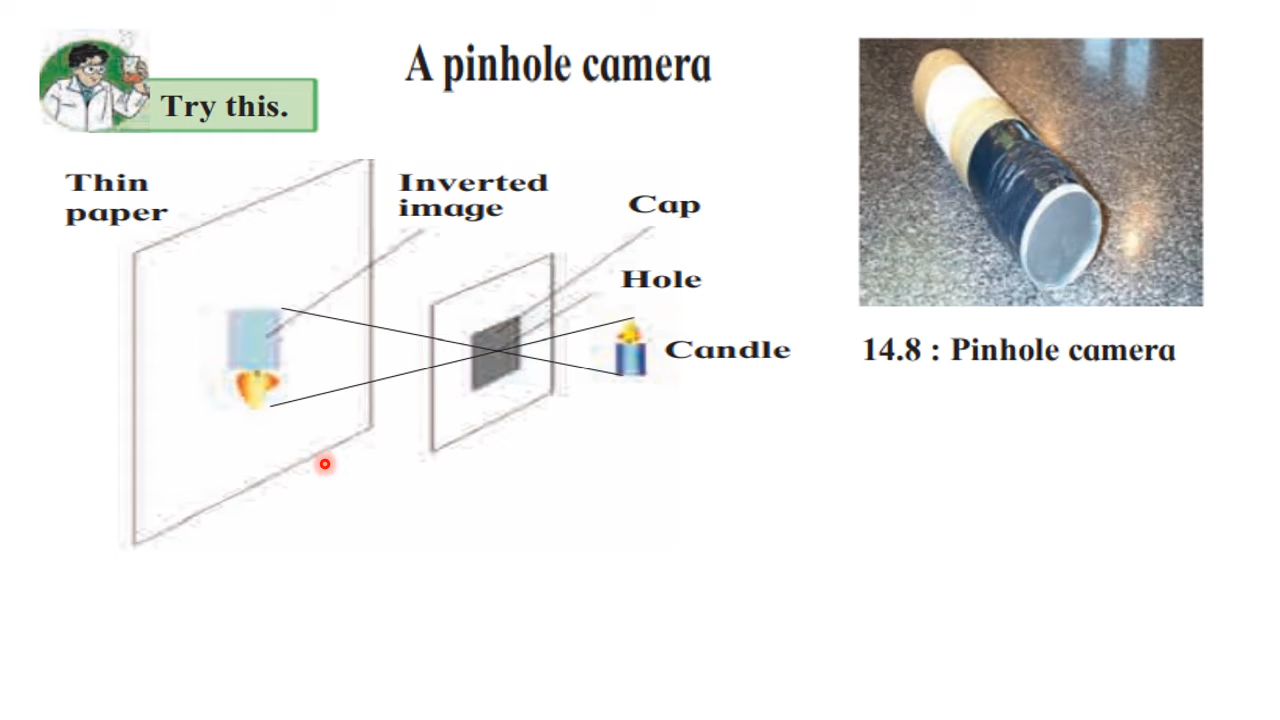 A pinhole camera
Try this.
Thin
paper
Inverted
image
Cap
Hole
Candle
14.8 : Pinhole camera